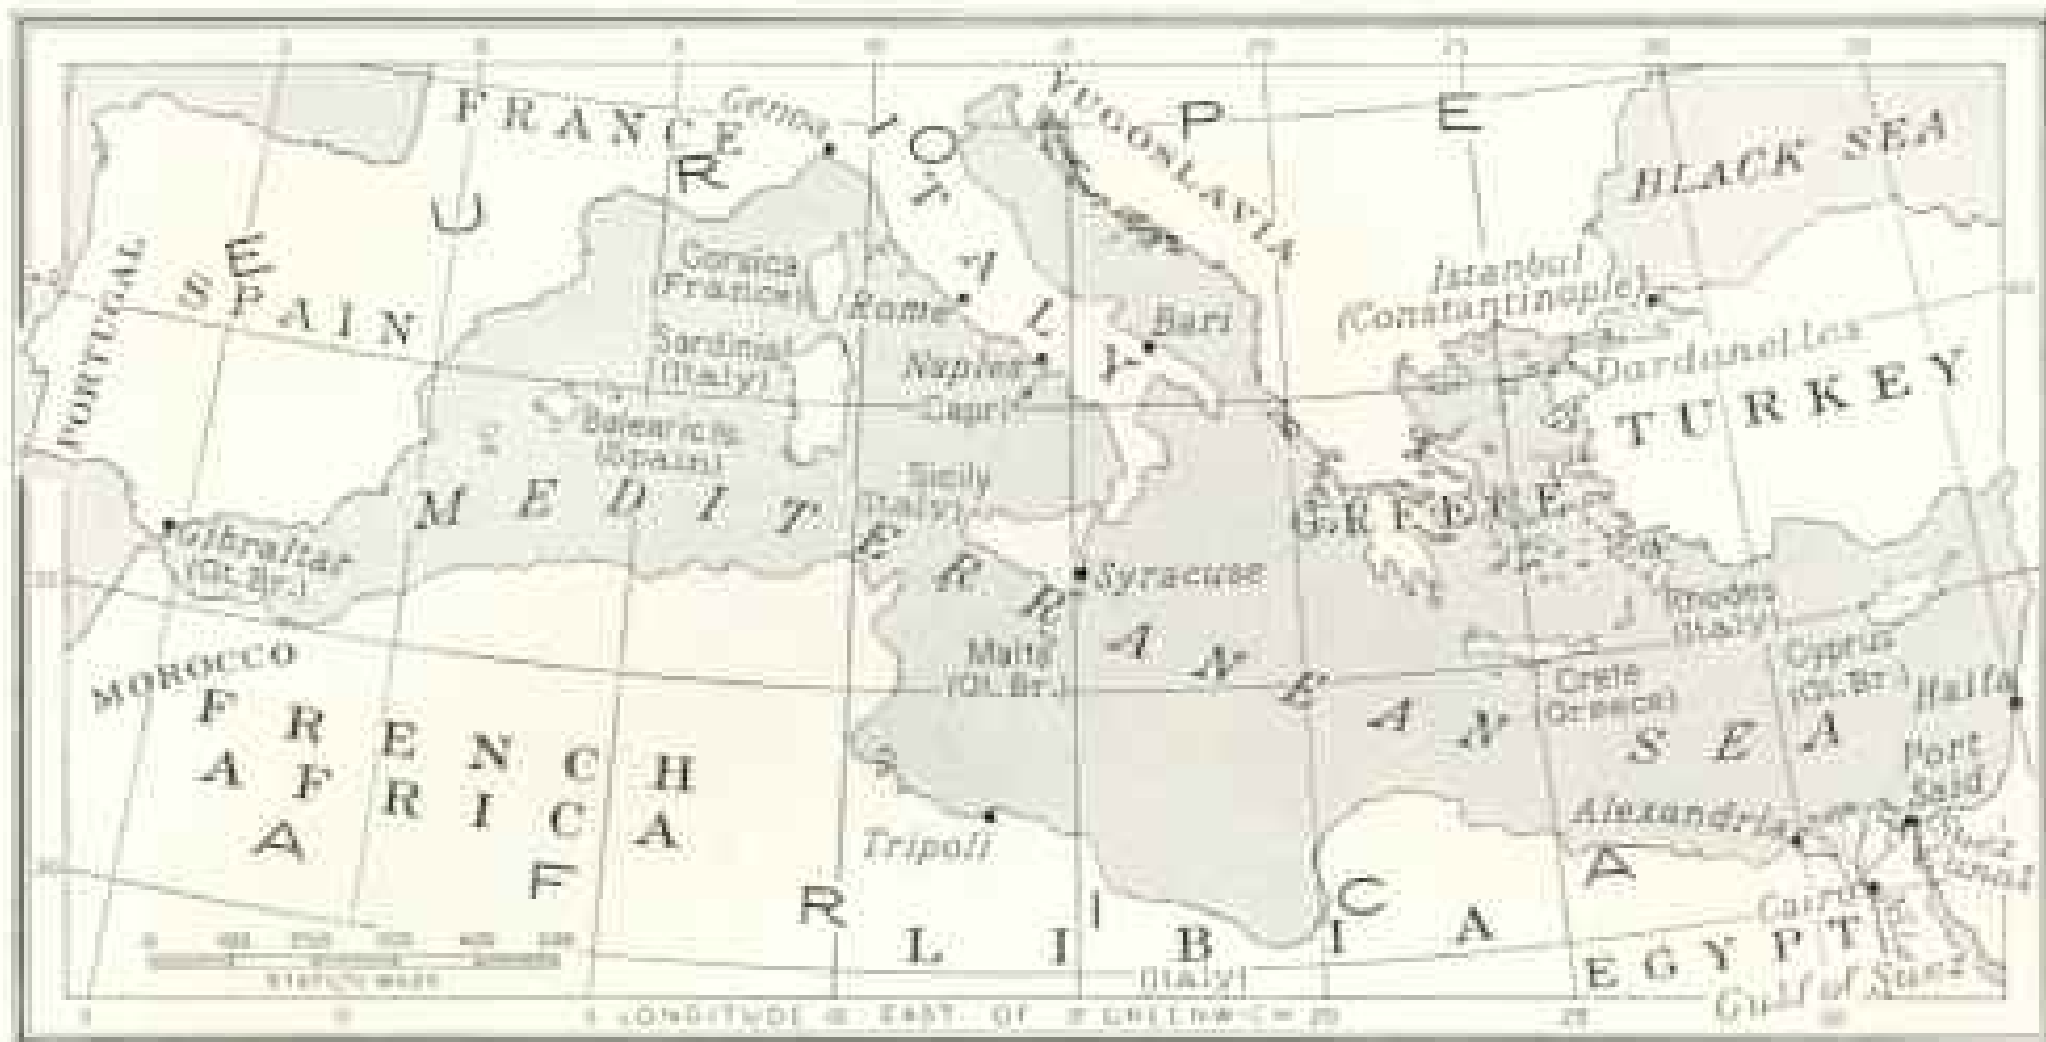 EUROPE
FRANCE
Genoa
YUGOSLAVIA
BLACK SEA
PORTUGAL
SPAIN
ITALY
Corsica
(France)
Rome
Bari
Istanbul
(Constantinople)
Dardanelles
Sardinia
(Italy)
Naples
Capri
TURKEY
Balearic Is.
(Spain)
Sicily
(Italy)
GREECE
Gibraltar
(Gt. Br.)
MEDITERRANEAN SEA
Syracuse
Rhodes
(Italy)
Malta
(Gt. Br.)
Crete
(Greece)
Cyprus
(Gt. Br.)
Haifa
MOROCCO
FRENCH
AFRICA
Port
Said
Alexandria
Suez
Canal
Tripoli
Cairo
AFRICA
LIBIA
(Italy)
EGYPT
Gulf of Suez
STATUTE MILES
LONGITUDE EAST OF GREENWICH